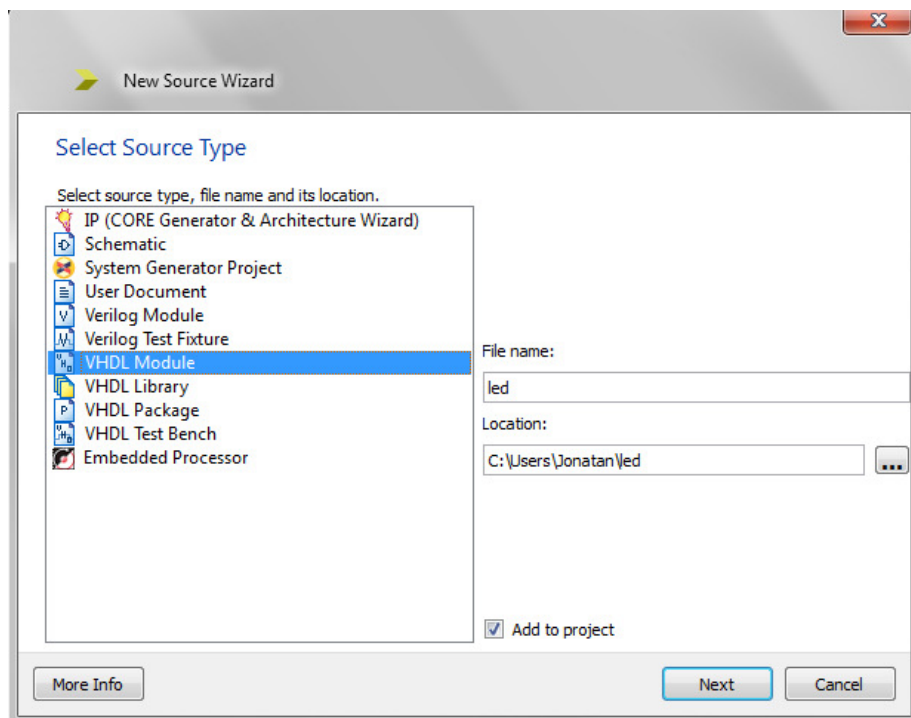 New Source Wizard
Select Source Type
Select source type, file name and its location.
IP (CORE Generator & Architecture Wizard)
Schematic
System Generator Project
User Document
Verilog Module
Verilog Test Fixture
VHDL Module
VHDL Library
VHDL Package
VHDL Test Bench
Embedded Processor
File name:
led
Location:
C:\Users\Jonatan\led
...
Add to project
More Info
Next
Cancel